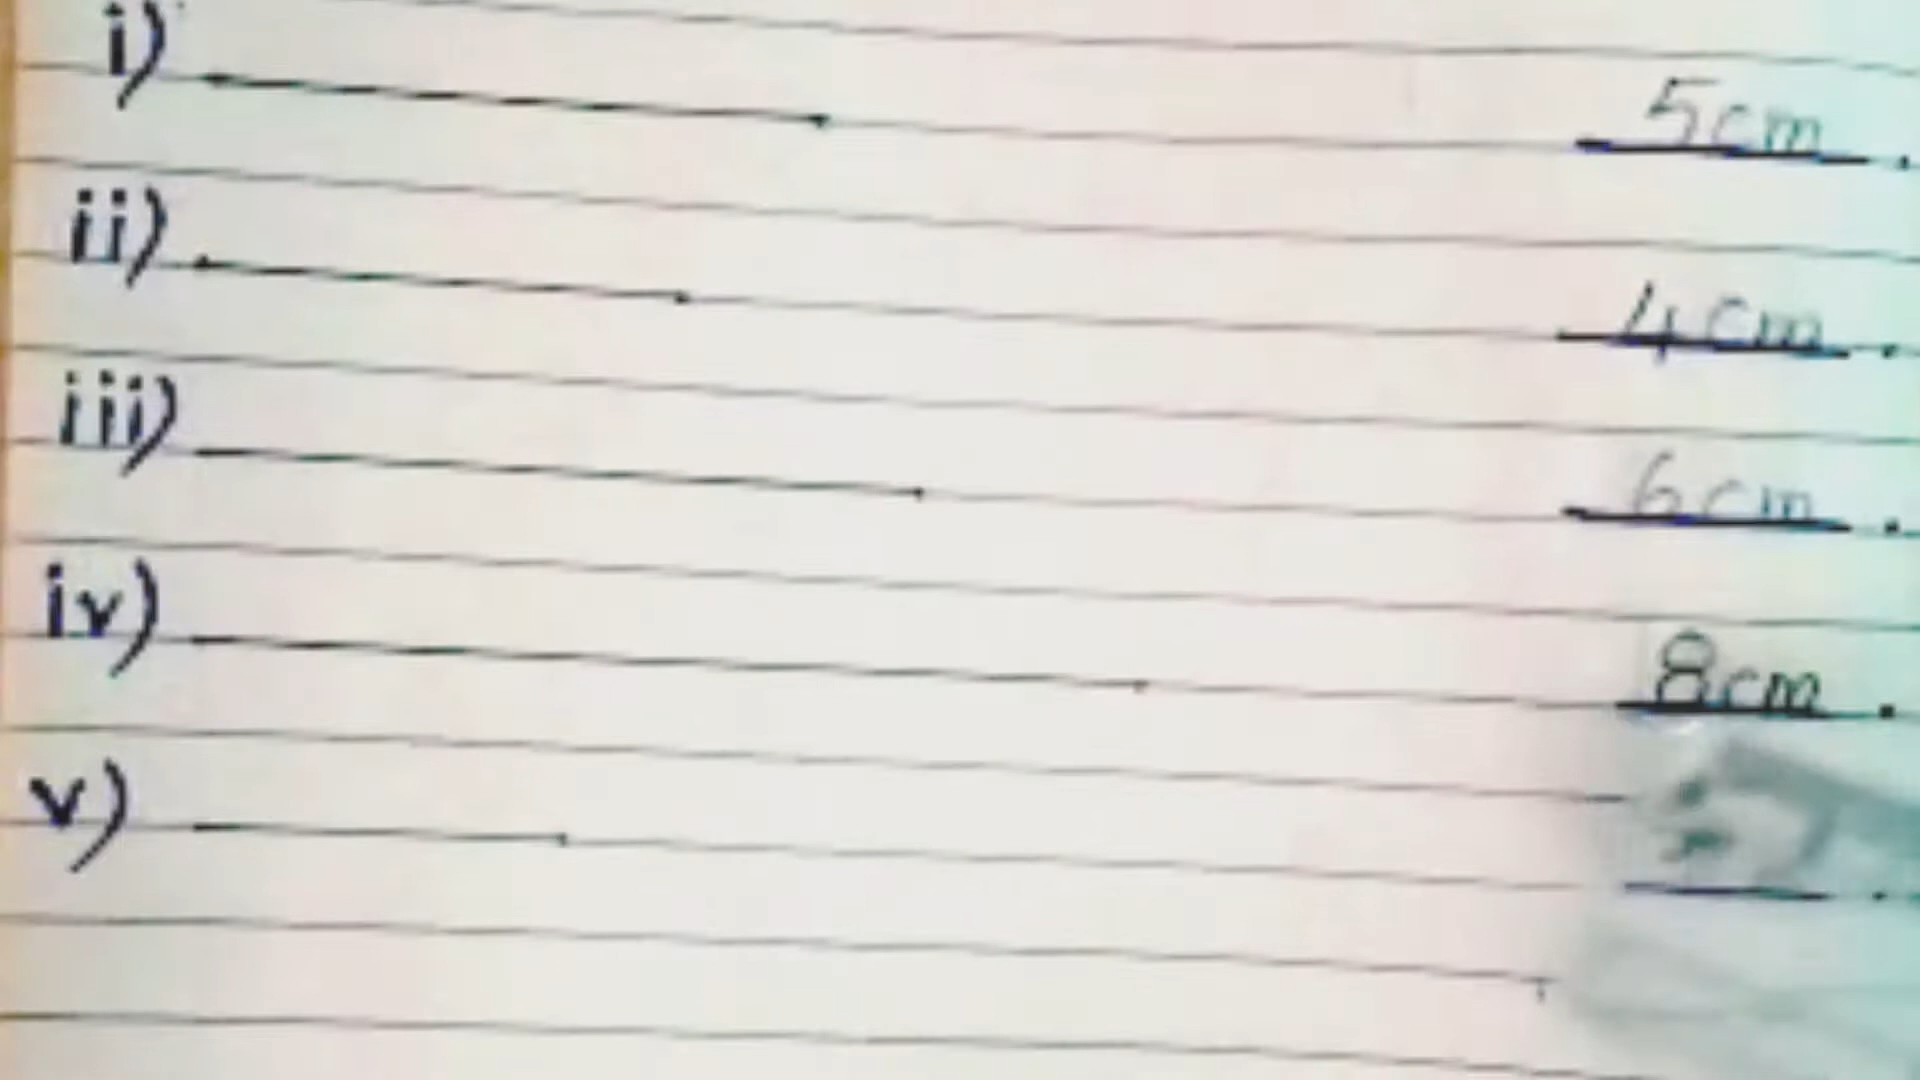 i) 5cm.
ii) 4cm.
iii) 6cm.
iv) 8cm.
v) .